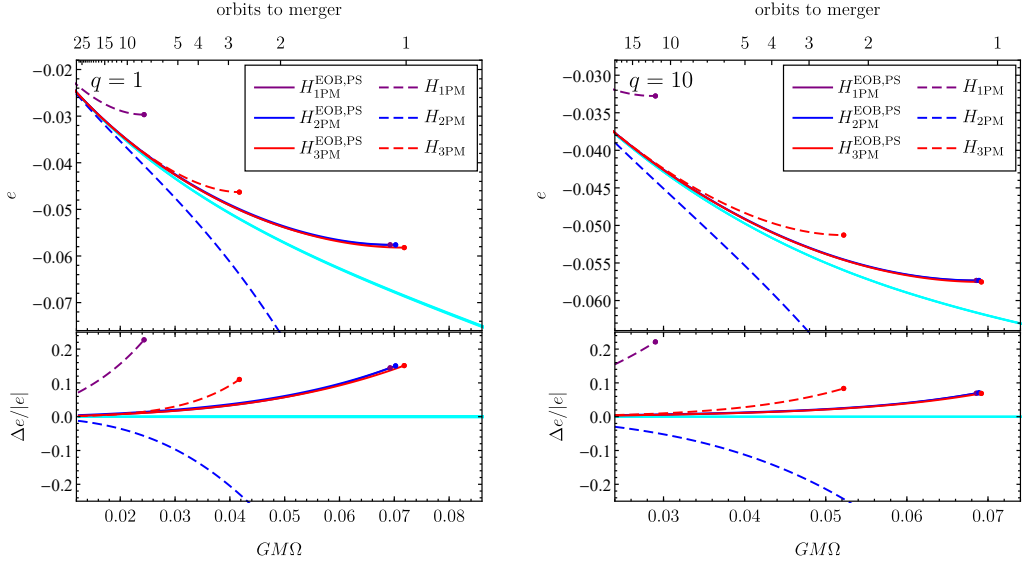 orbits to merger
25 15 10 5 4 3 2 1
q = 1
H_{1PM}^{EOB,PS} H_{1PM}
H_{2PM}^{EOB,PS} H_{2PM}
H_{3PM}^{EOB,PS} H_{3PM}
e
−0.02
−0.03
−0.04
−0.05
−0.06
−0.07
Δe/|e|
0.2
0.1
0.0
−0.1
−0.2
0.02 0.03 0.04 0.05 0.06 0.07 0.08
GMΩ
orbits to merger
15 10 5 4 3 2 1
q = 10
H_{1PM}^{EOB,PS} H_{1PM}
H_{2PM}^{EOB,PS} H_{2PM}
H_{3PM}^{EOB,PS} H_{3PM}
e
−0.030
−0.035
−0.040
−0.045
−0.050
−0.055
−0.060
Δe/|e|
0.2
0.1
0.0
−0.1
−0.2
0.03 0.04 0.05 0.06 0.07
GMΩ